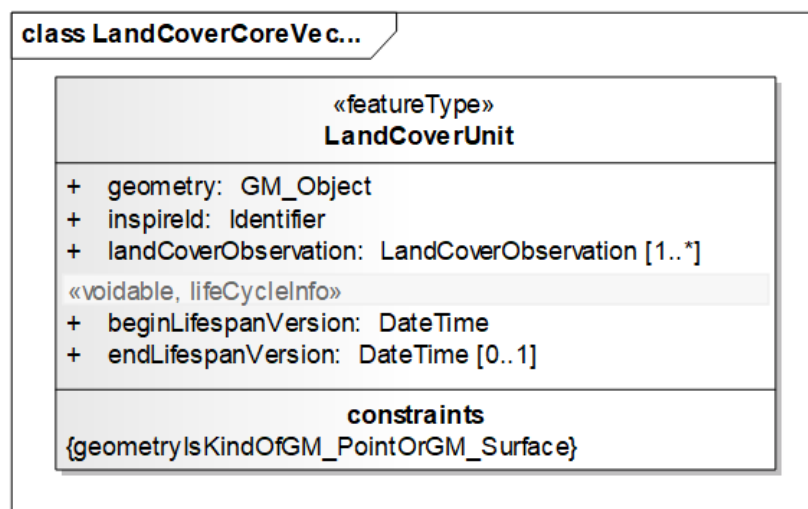 class LandCoverCoreVec...
«featureType»
LandCoverUnit
+ geometry: GM_Object
+ inspireId: Identifier
+ landCoverObservation: LandCoverObservation [1..*]
«voidable, lifeCycleInfo»
+ beginLifespanVersion: DateTime
+ endLifespanVersion: DateTime [0..1]
constraints
{geometryIsKindOfGM_PointOrGM_Surface}